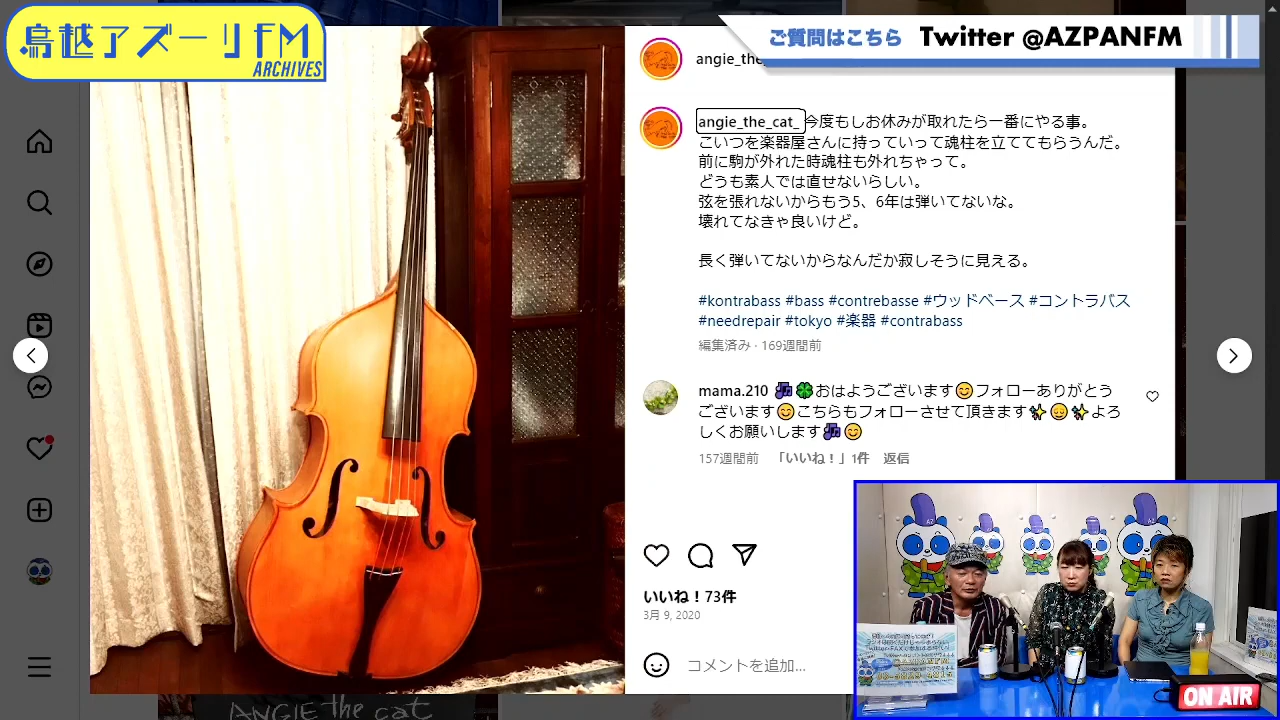 鳥越アズーリFM
ARCHIVES
ご質問はこちら Twitter @AZPANFM
angie_the_
angie_the_cat_ 今度もしお休みが取れたら一番にやる事。
こいつを楽器屋さんに持っていって魂柱を立ててもらうんだ。
前に駒が外れた時魂柱も外れちゃって。
どうも素人では直せないらしい。
弦を張れないからもう5、6年は弾いてないな。
壊れてなきゃ良いけど。
長く弾いてないからなんだか寂しそうに見える。
#kontrabass #bass #contrebasse #ウッドベース #コントラバス
#needrepair #tokyo #楽器 #contrabass
編集済み · 169週間前
mama.210 🎶🍀おはようございます😊フォローありがとう
ございます😊こちらもフォローさせて頂きます✨😌✨よろ
しくお願いします🎶😊
157週間前 「いいね！」1件 返信
いいね！73件
3月 9, 2020
コメントを追加...
ANGIE the cat
ON AIR